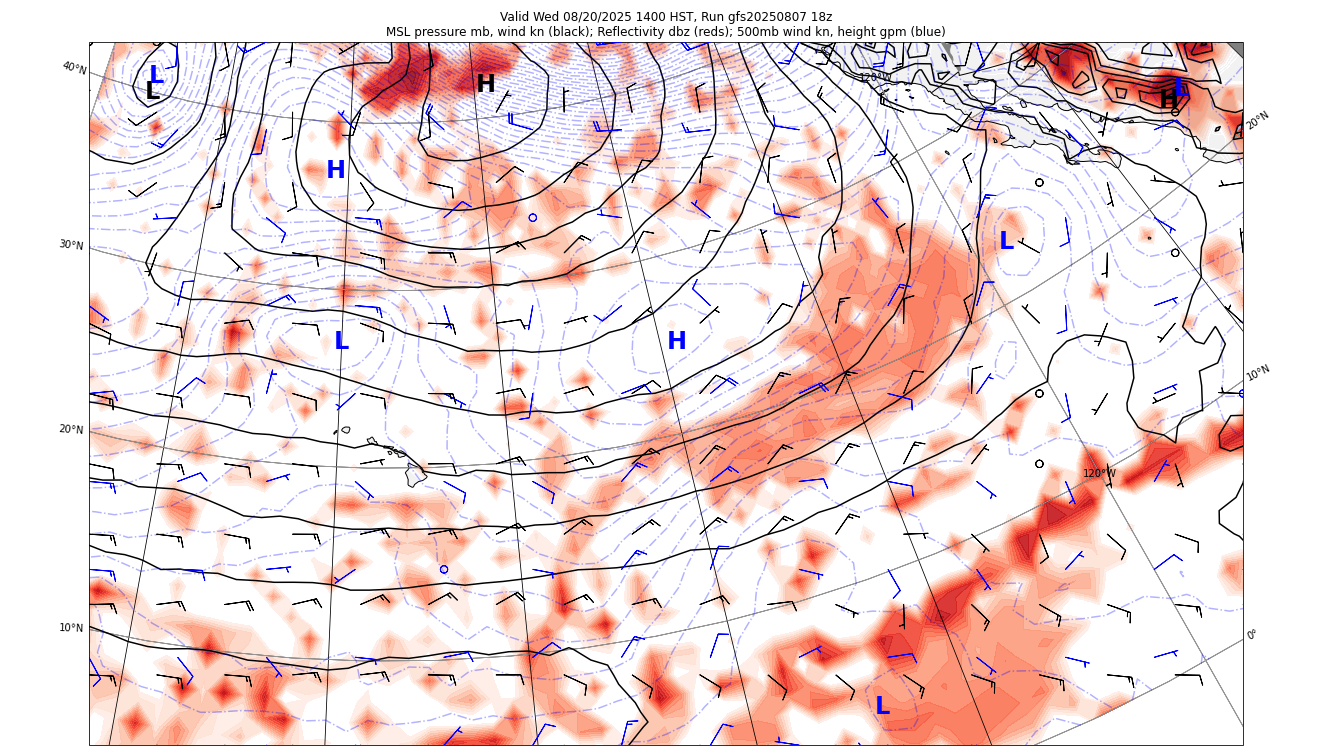 Valid Wed 08/20/2025 1400 HST, Run gfs20250807 18z
MSL pressure mb, wind kn (black); Reflectivity dbz (reds); 500mb wind kn, height gpm (blue)
40°N
L
L
H
120°W
L
H
20°N
H
30°N
L
L
H
10°N
20°N
120°W
10°N
0°
L